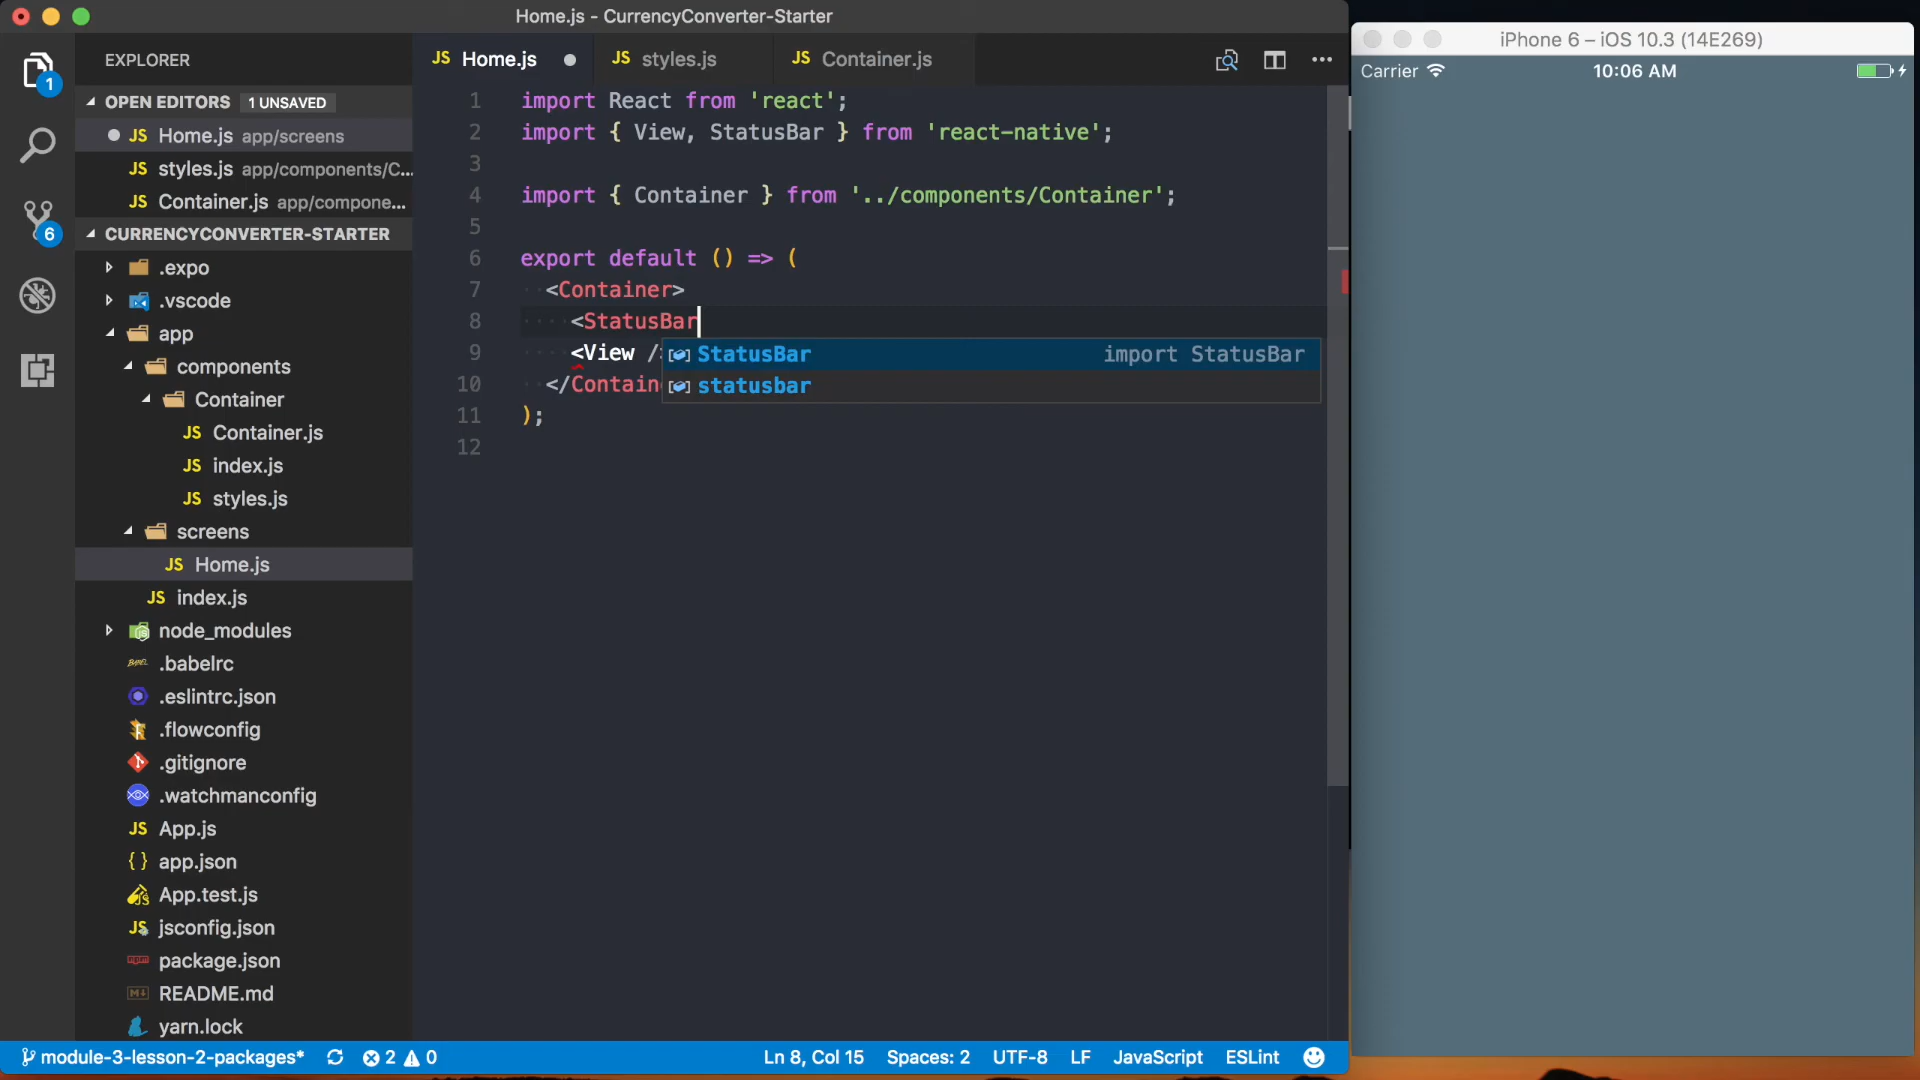 Home.js - CurrencyConverter-Starter
iPhone 6 – iOS 10.3 (14E269)
Carrier
10:06 AM
EXPLORER
OPEN EDITORS 1 UNSAVED
JS Home.js app/screens
JS styles.js app/components/C...
JS Container.js app/compone...
CURRENCYCONVERTER-STARTER
.expo
.vscode
app
components
Container
JS Container.js
JS index.js
JS styles.js
screens
JS Home.js
JS index.js
node_modules
.babelrc
.eslintrc.json
.flowconfig
.gitignore
.watchmanconfig
JS App.js
{ } app.json
App.test.js
JS jsconfig.json
package.json
README.md
yarn.lock
1
6
JS Home.js
JS styles.js
JS Container.js
1 import React from 'react';
2 import { View, StatusBar } from 'react-native';
3
4 import { Container } from '../components/Container';
5
6 export default () => (
7 <Container>
8 <StatusBar
9 <View />
10 </Contain
11 );
12
StatusBar import StatusBar
statusbar
module-3-lesson-2-packages* 2 0 Ln 8, Col 15 Spaces: 2 UTF-8 LF JavaScript ESLint